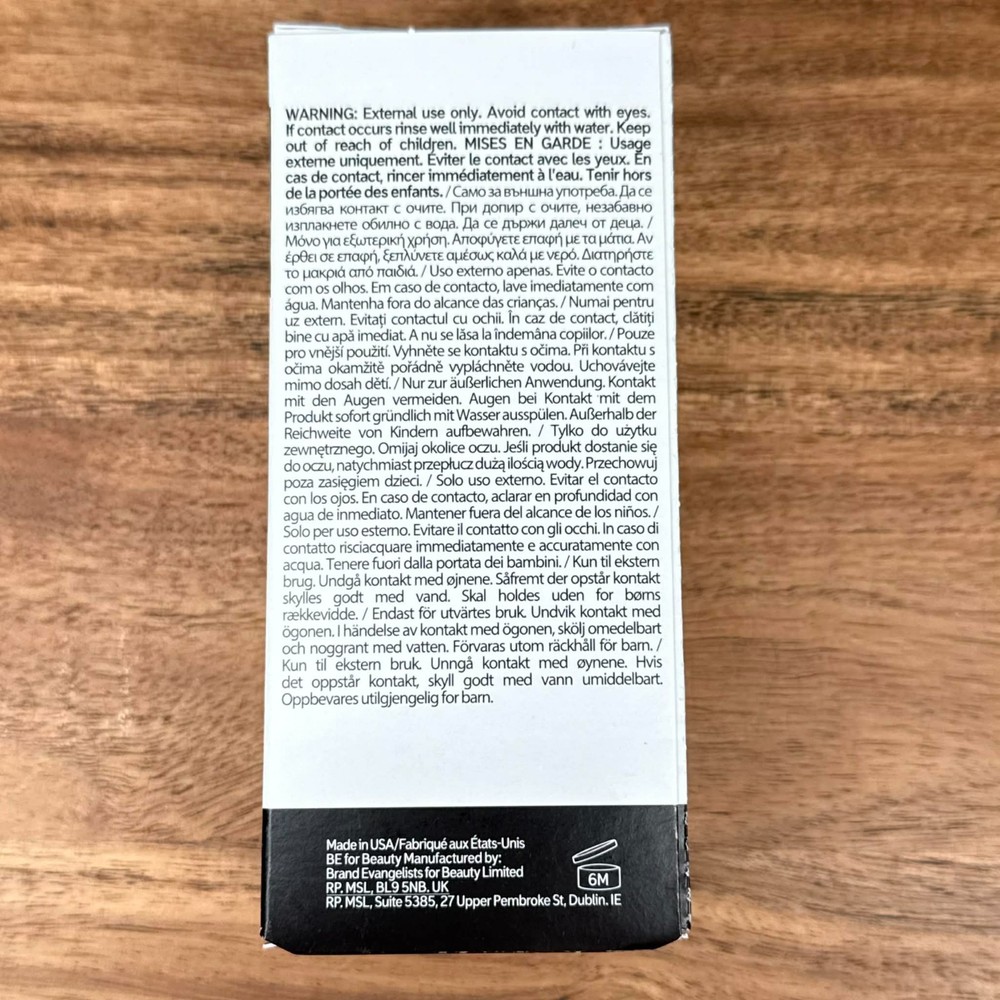 WARNING: External use only. Avoid contact with eyes.
If contact occurs rinse well immediately with water. Keep
out of reach of children. MISES EN GARDE : Usage
externe uniquement. Éviter le contact avec les yeux. En
cas de contact, rincer immédiatement à l'eau. Tenir hors
de la portée des enfants. / Само за външна употреба. Да се
избягва контакт с очите. При допир с очите, незабавно
изплакнете обилно с вода. Да се държи далеч от деца. /
Μόνο για εξωτερική χρήση. Αποφύγετε επαφή με τα μάτια. Αν
έρθει σε επαφή, ξεπλύνετε αμέσως καλά με νερό. Διατηρήστε
το μακριά από παιδιά. / Uso externo apenas. Evite o contacto
com os olhos. Em caso de contacto, lave imediatamente com
água. Mantenha fora do alcance das crianças. / Numai pentru
uz extern. Evitați contactul cu ochii. În caz de contact, clătiți
bine cu apă imediat. A nu se lăsa la îndemâna copiilor. / Pouze
pro vnější použití. Vyhněte se kontaktu s očima. Při kontaktu s
očima okamžitě pořádně vypláchněte vodou. Uchovávejte
mimo dosah dětí. / Nur zur äußerlichen Anwendung. Kontakt
mit den Augen vermeiden. Augen bei Kontakt mit dem
Produkt sofort gründlich mit Wasser ausspülen. Außerhalb der
Reichweite von Kindern aufbewahren. / Tylko do użytku
zewnętrznego. Omijaj okolice oczu. Jeśli produkt dostanie się
do oczu, natychmiast przepłucz dużą ilością wody. Przechowuj
poza zasięgiem dzieci. / Solo uso externo. Evitar el contacto
con los ojos. En caso de contacto, aclarar en profundidad con
agua de inmediato. Mantener fuera del alcance de los niños. /
Solo per uso esterno. Evitare il contatto con gli occhi. In caso di
contatto risciacquare immediatamente e accuratamente con
acqua. Tenere fuori dalla portata dei bambini. / Kun til ekstern
brug. Undgå kontakt med øjnene. Såfremt der opstår kontakt
skylles godt med vand. Skal holdes uden for børns
rækkevidde. / Endast för utvärtes bruk. Undvik kontakt med
ögonen. I händelse av kontakt med ögonen, skölj omedelbart
och noggrant med vatten. Förvaras utom räckhåll för barn. /
Kun til ekstern bruk. Unngå kontakt med øynene. Hvis
det oppstår kontakt, skyll godt med vann umiddelbart.
Oppbevares utilgjengelig for barn.
Made in USA/Fabriqué aux États-Unis
BE for Beauty Manufactured by:
Brand Evangelists for Beauty Limited
RP. MSL, BL9 5NB. UK
RP. MSL, Suite 5385, 27 Upper Pembroke St, Dublin. IE
6M